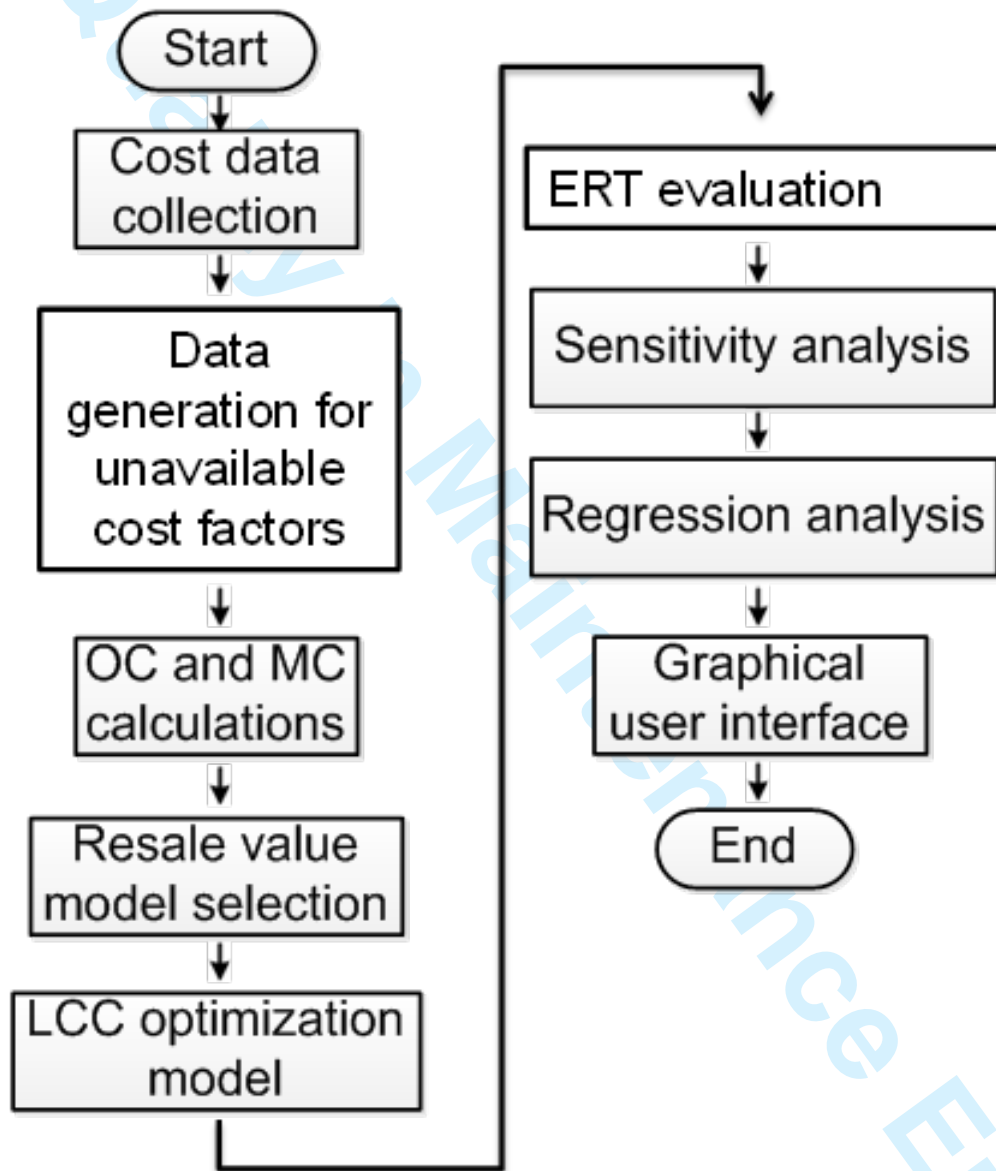 Start
Cost data
collection
Data
generation for
unavailable
cost factors
OC and MC
calculations
Resale value
model selection
LCC optimization
model
ERT evaluation
Sensitivity analysis
Regression analysis
Graphical
user interface
End